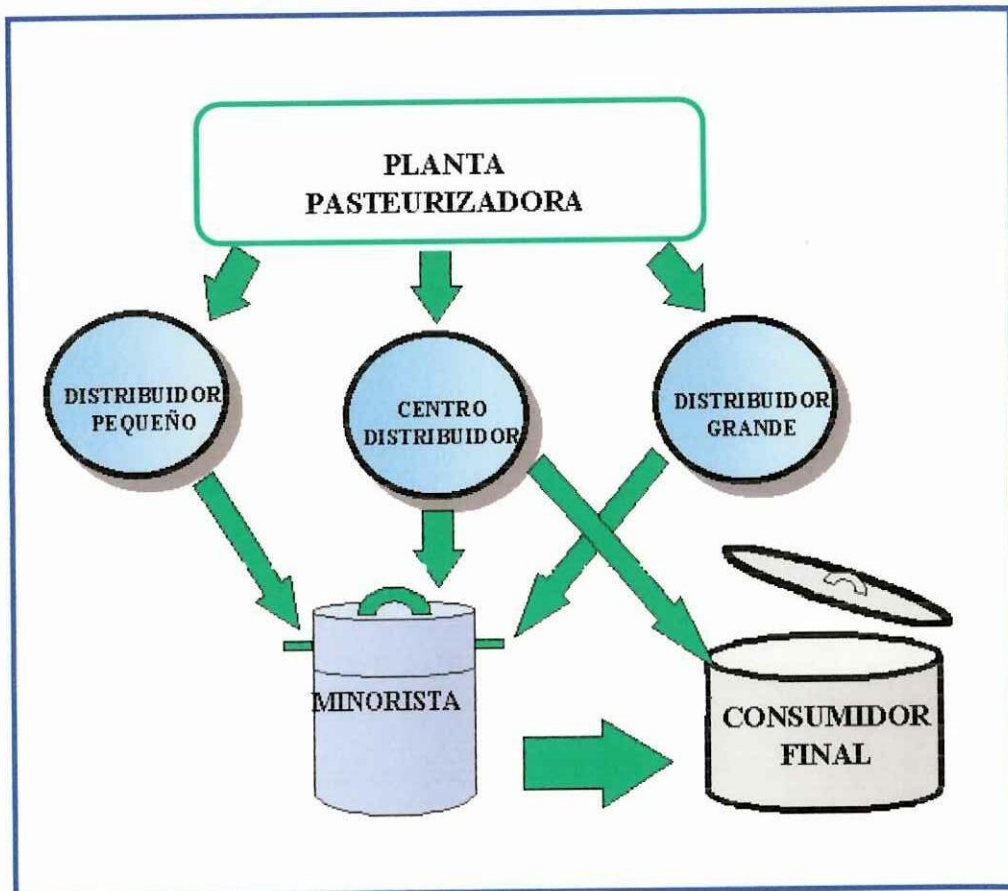 PLANTA
PASTEURIZADORA
DISTRIBUIDOR
PEQUEÑO
CENTRO
DISTRIBUIDOR
DISTRIBUIDOR
GRANDE
MINORISTA
CONSUMIDOR
FINAL